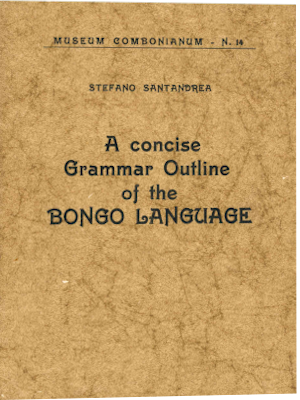 MUSEUM COMBONIANUM - N. 14
STEFANO SANTANDREA
A concise
Grammar Outline
of the
BONGO LANGUAGE